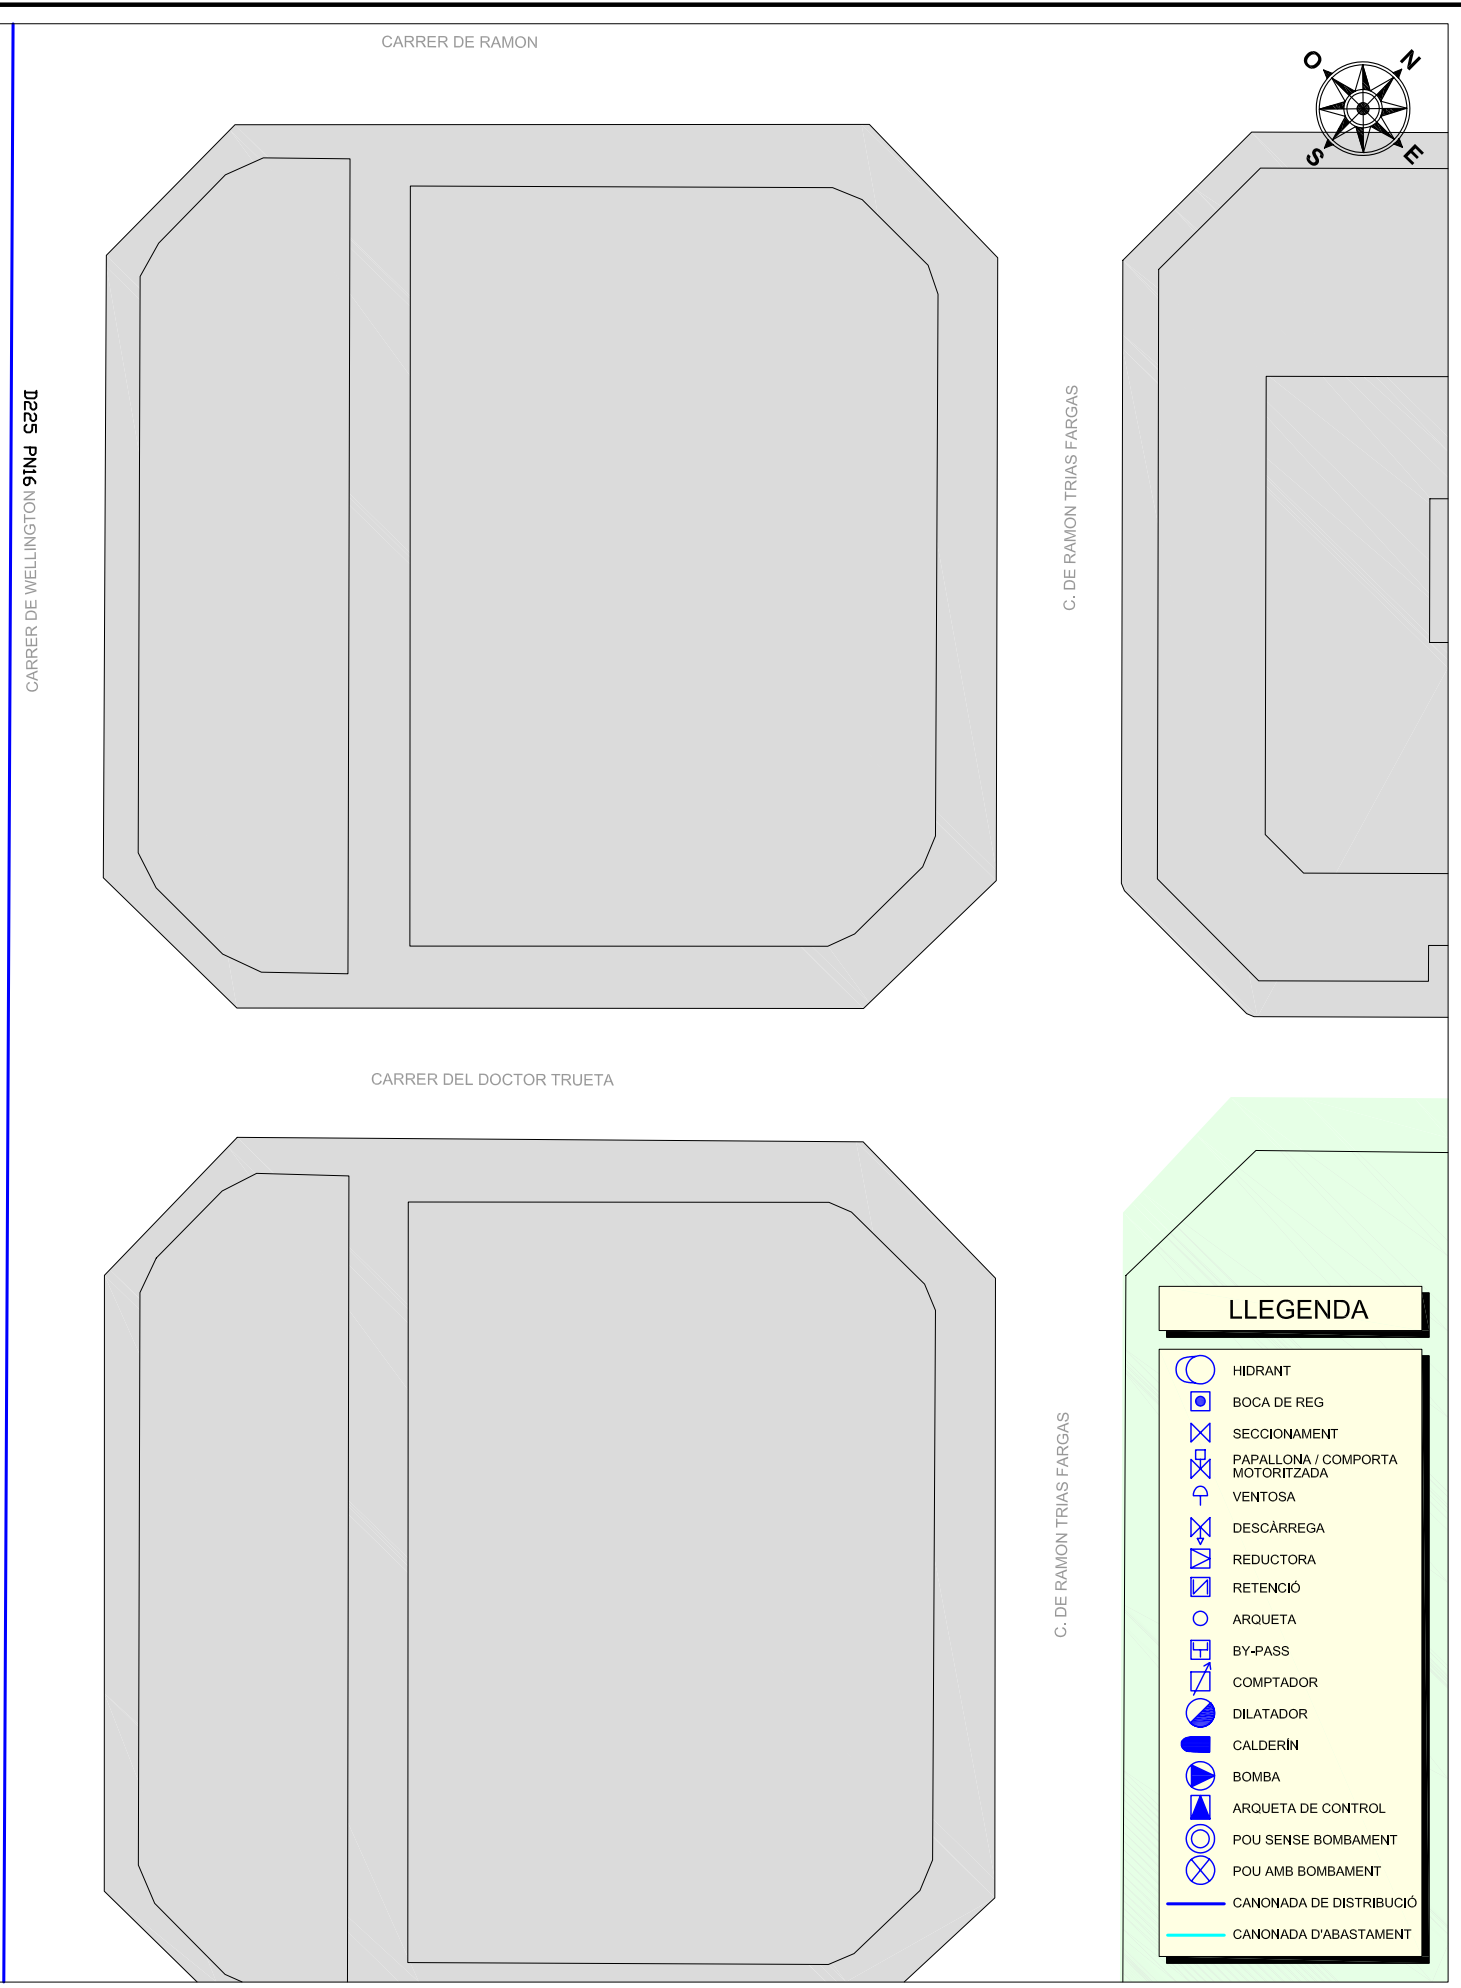 CARRER DE RAMON
O
N
S
E
D225 PN16
CARRER DE WELLINGTON
C. DE RAMON TRIAS FARGAS
CARRER DEL DOCTOR TRUETA
C. DE RAMON TRIAS FARGAS
LLEGENDA
HIDRANT
BOCA DE REG
SECCIONAMENT
PAPALLONA / COMPORTA
MOTORITZADA
VENTOSA
DESCÀRREGA
REDUCTORA
RETENCIÓ
ARQUETA
BY-PASS
COMPTADOR
DILATADOR
CALDERÍN
BOMBA
ARQUETA DE CONTROL
POU SENSE BOMBAMENT
POU AMB BOMBAMENT
CANONADA DE DISTRIBUCIÓ
CANONADA D'ABASTAMENT